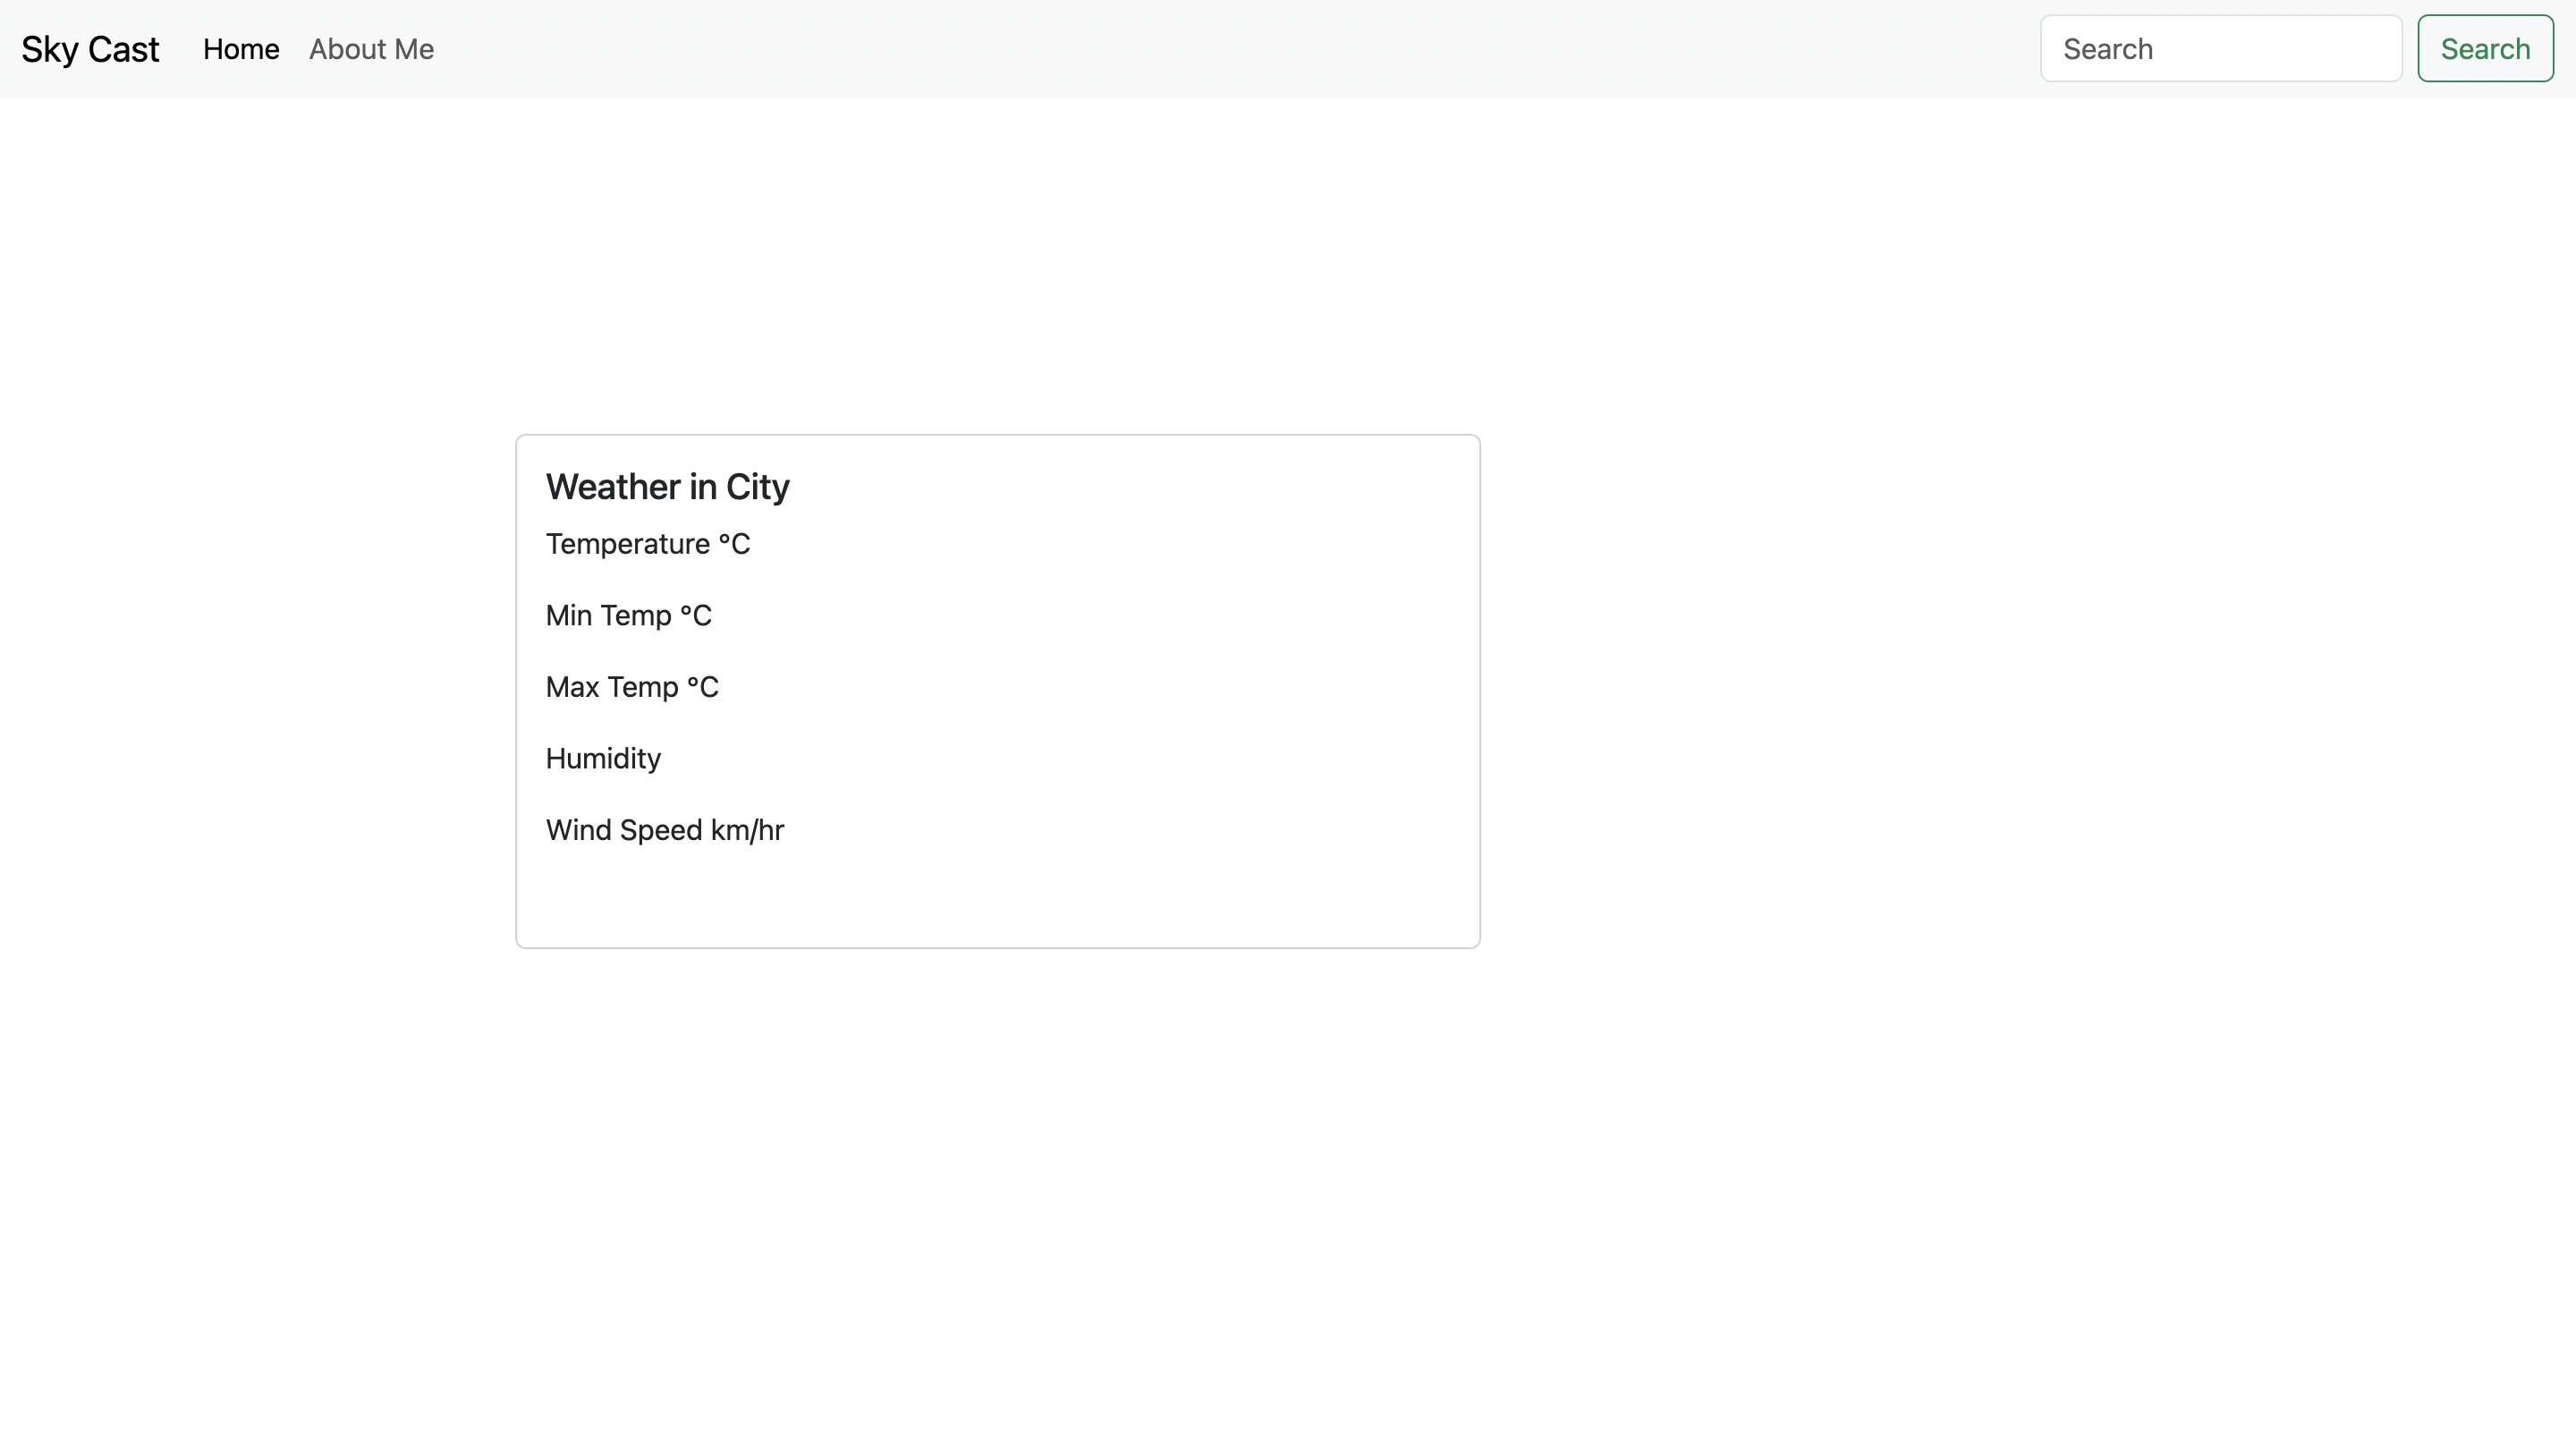 Sky Cast Home About Me Search Search
Weather in City
Temperature °C
Min Temp °C
Max Temp °C
Humidity
Wind Speed km/hr